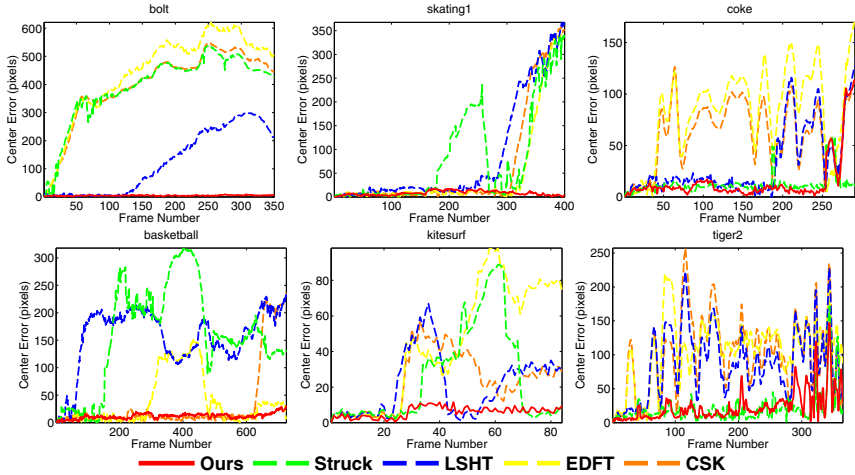 bolt
skating1
coke
Center Error (pixels)
600
500
400
300
200
100
0
50 100 150 200 250 300 350
Frame Number
Center Error (pixels)
350
300
250
200
150
100
50
0
100 200 300 400
Frame Number
Center Error (pixels)
150
100
50
0
50 100 150 200 250
Frame Number
basketball
kitesurf
tiger2
Center Error (pixels)
300
250
200
150
100
50
0
200 400 600
Frame Number
Center Error (pixels)
80
60
40
20
0
20 40 60 80
Frame Number
Center Error (pixels)
250
200
150
100
50
0
100 200 300
Frame Number
Ours Struck LSHT EDFT CSK